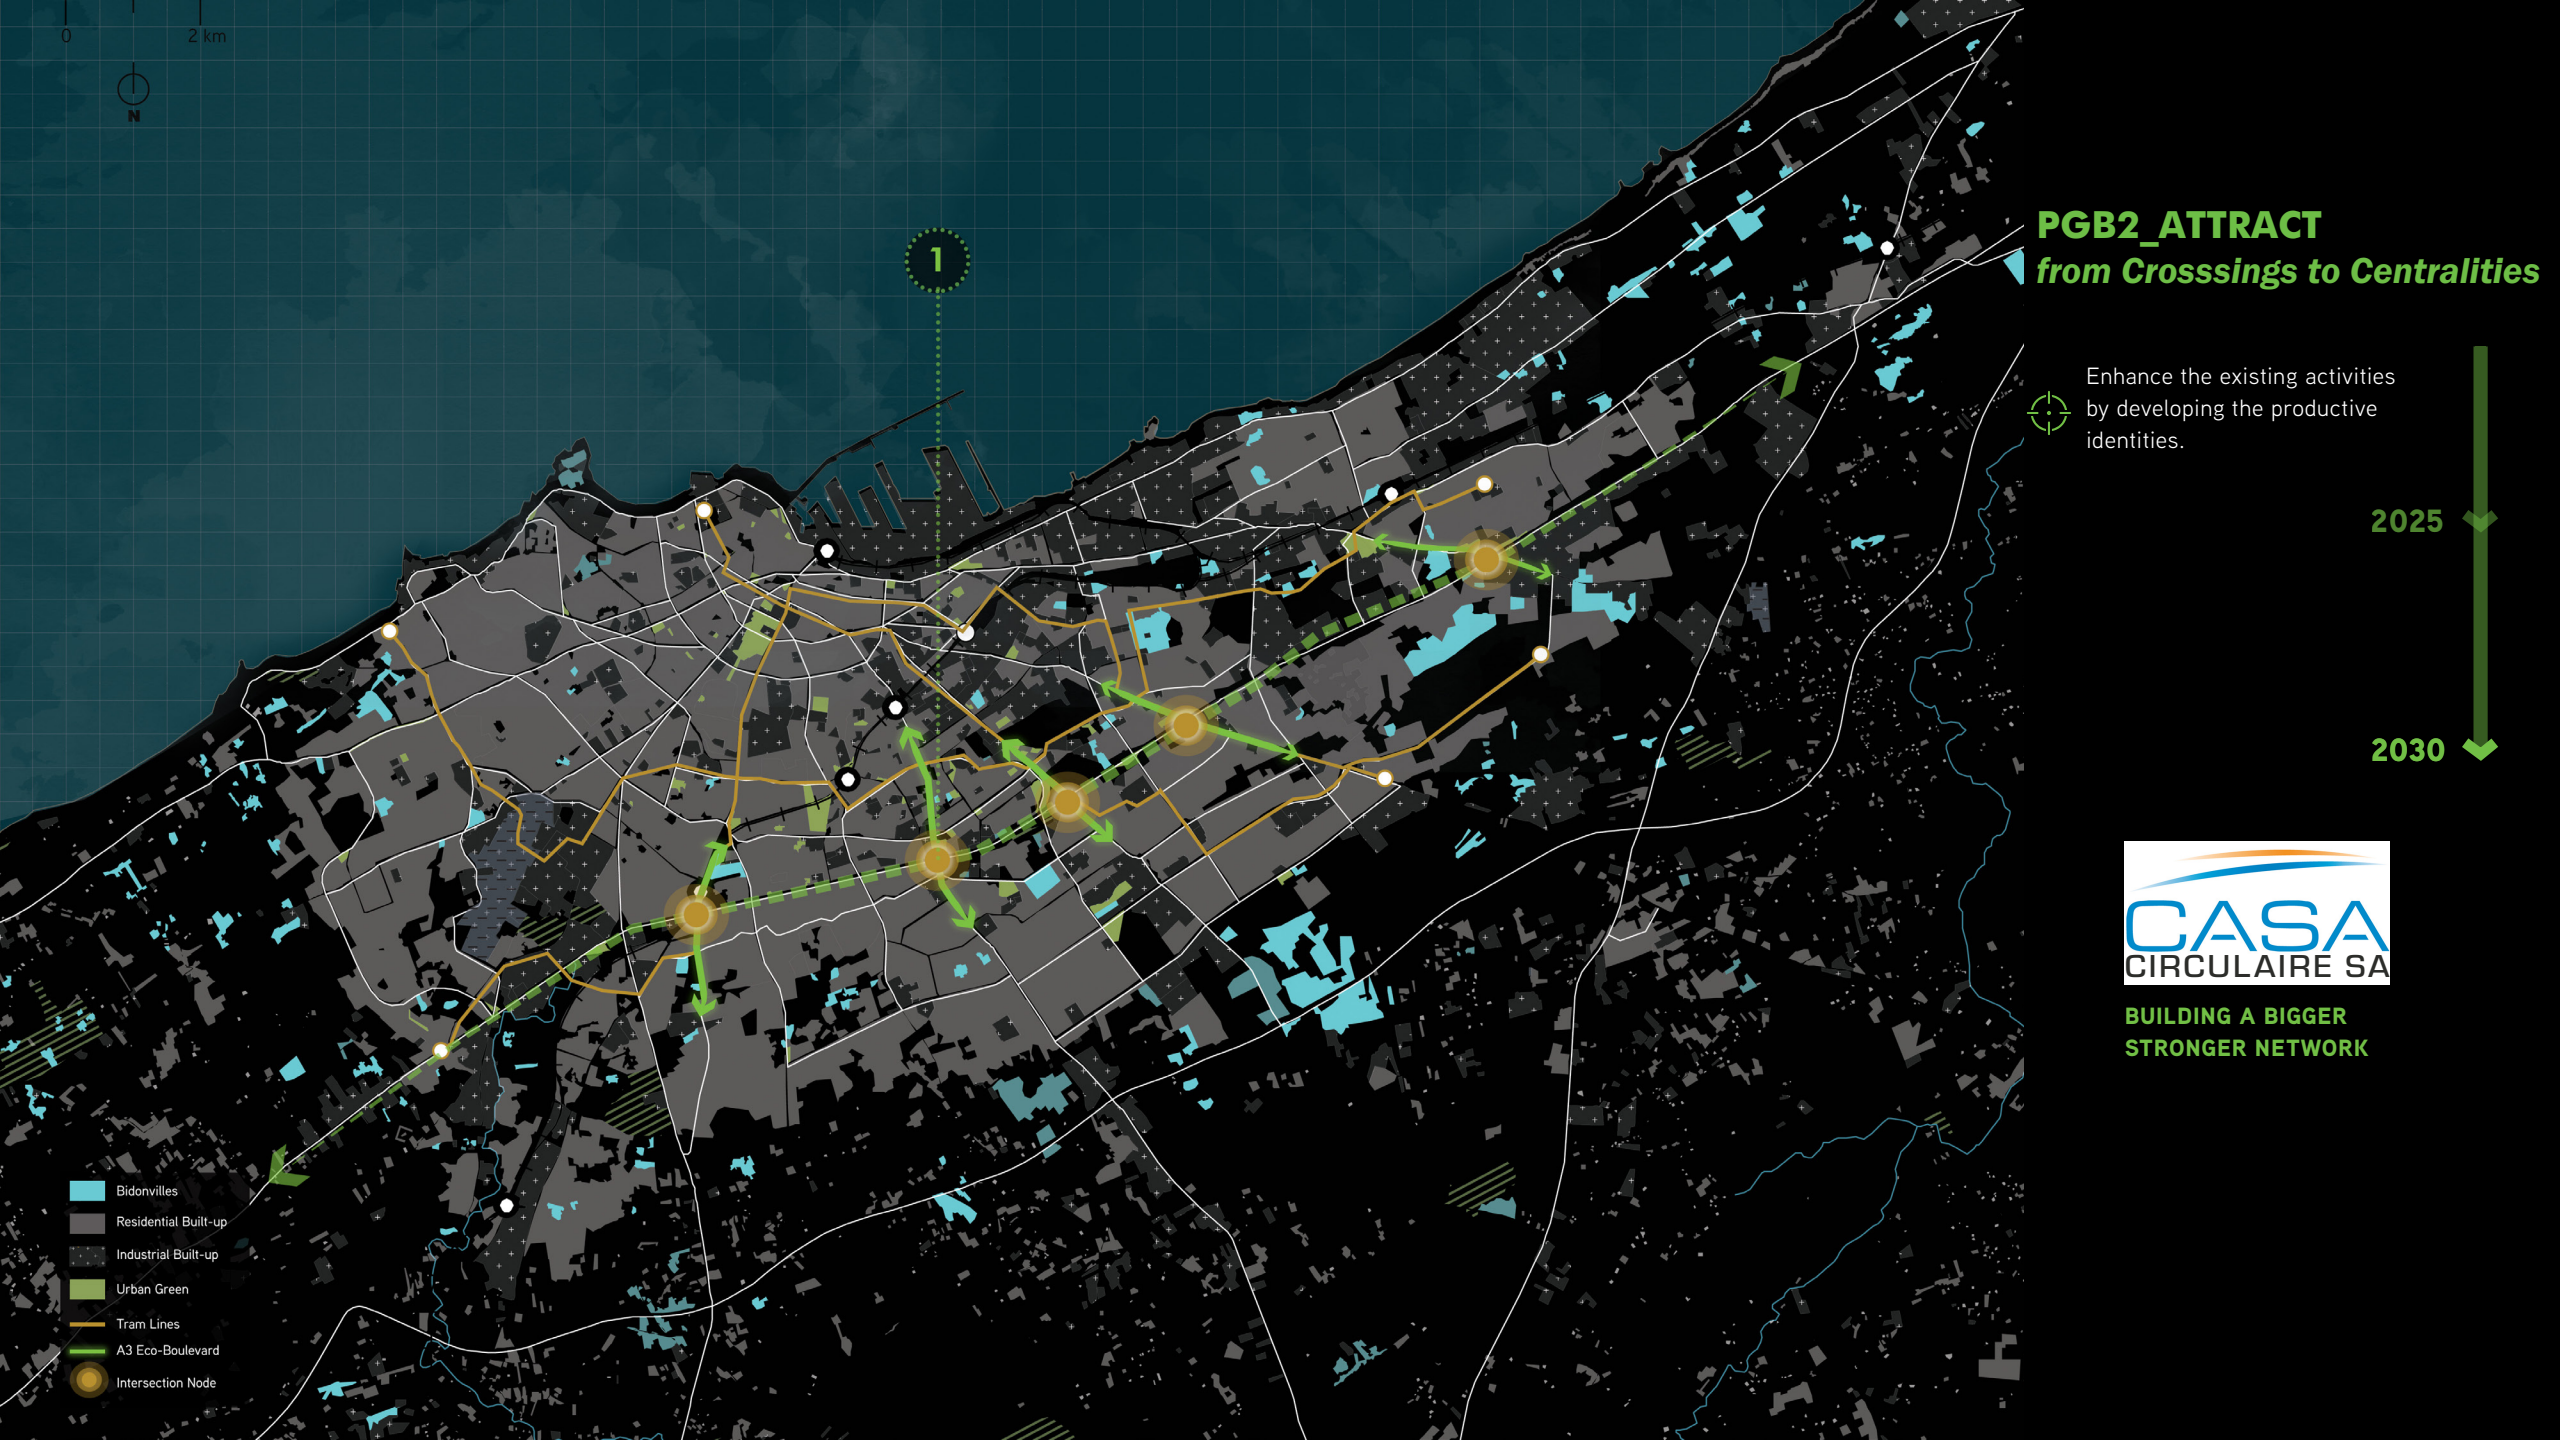 0
2 km
N
1
PGB2_ATTRACT
from Crosssings to Centralities
Enhance the existing activities
by developing the productive
identities.
2025
2030
CASA
CIRCULAIRE SA
BUILDING A BIGGER
STRONGER NETWORK
Bidonvilles
Residential Built-up
Industrial Built-up
Urban Green
Tram Lines
A3 Eco-Boulevard
Intersection Node